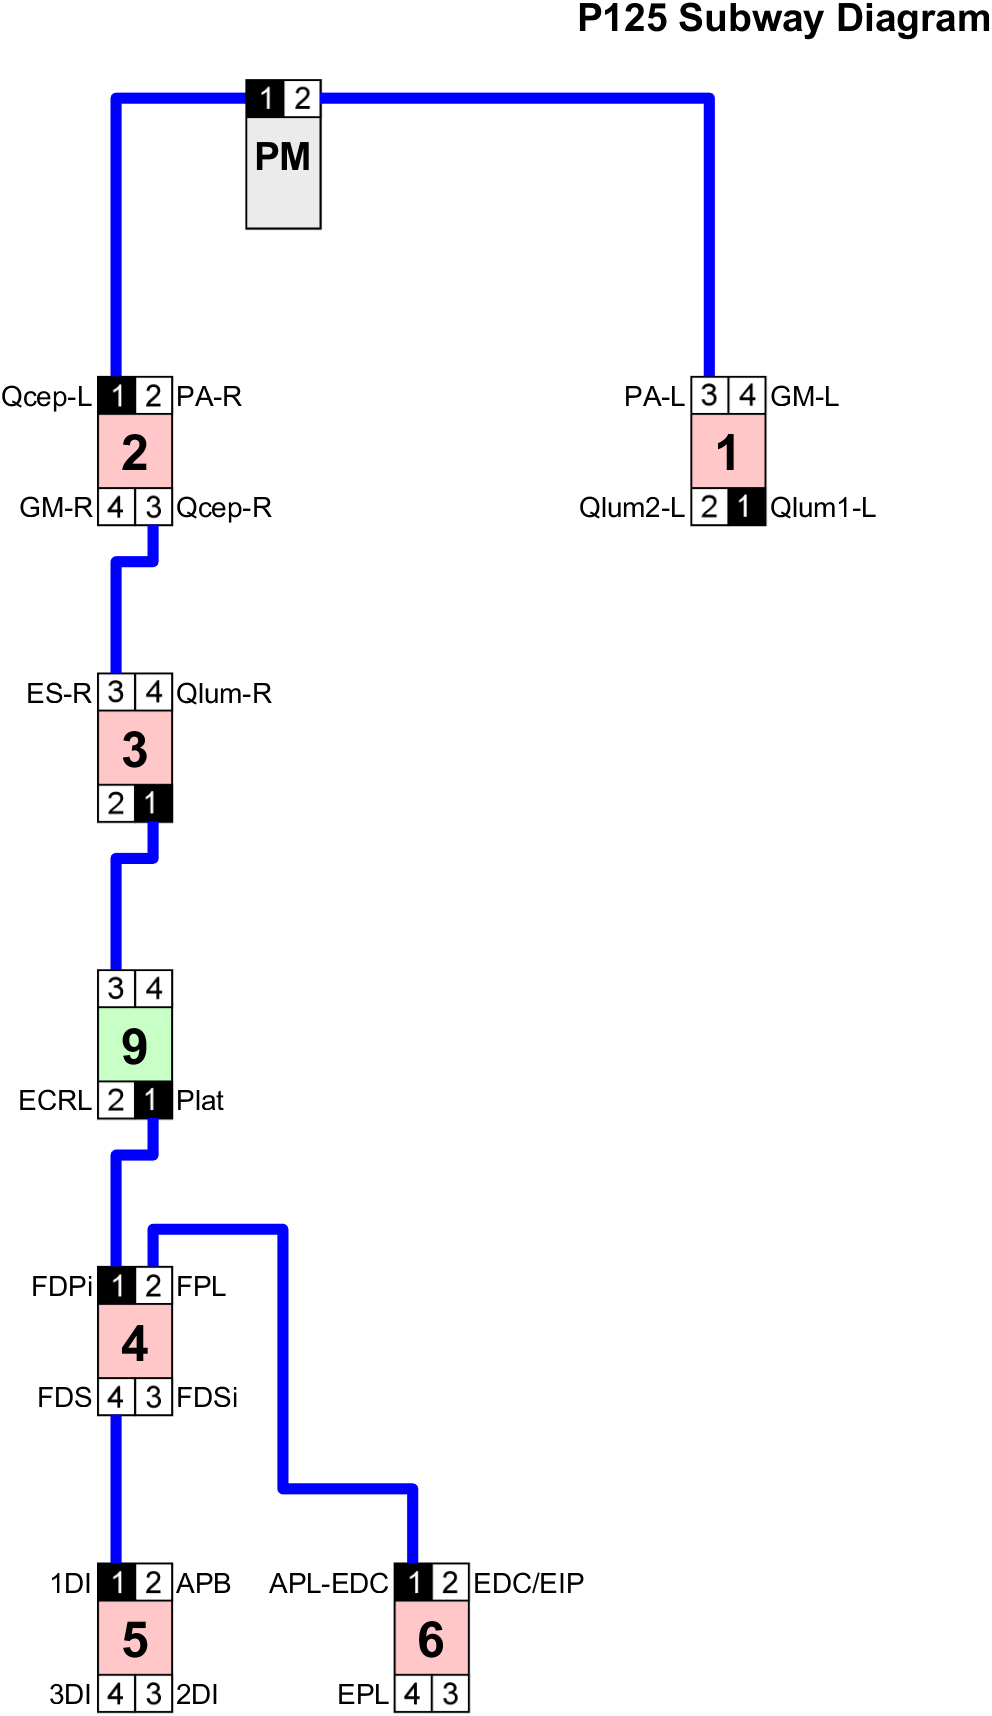 P125 Subway Diagram
1 2
PM
Qcep-L 1 2 PA-R
2
GM-R 4 3 Qcep-R
PA-L 3 4 GM-L
1
Qlum2-L 2 1 Qlum1-L
ES-R 3 4 Qlum-R
3
2 1
3 4
9
ECRL 2 1 Plat
FDPi 1 2 FPL
4
FDS 4 3 FDSi
1DI 1 2 APB
5
3DI 4 3 2DI
APL-EDC 1 2 EDC/EIP
6
EPL 4 3